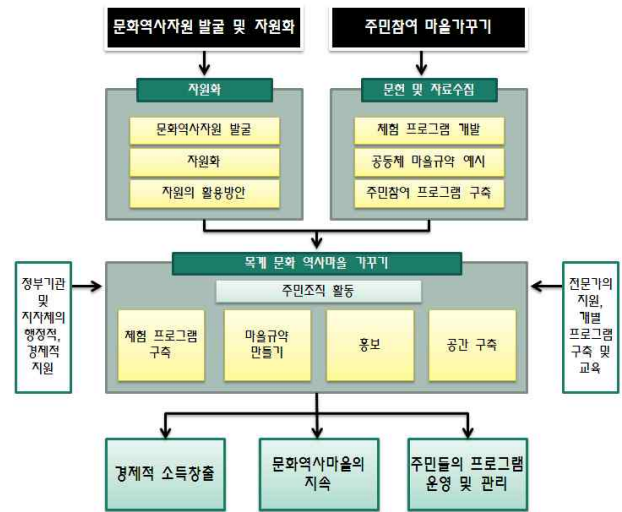 문화역사자원 발굴 및 자원화
주민참여 마을가꾸기
자원화
문화역사자원 발굴
자원화
자원의 활용방안
문헌 및 자료수집
체험 프로그램 개발
공동체 마을규약 예시
주민참여 프로그램 구축
목계 문화 역사마을 가꾸기
주민조직 활동
체험 프로그램
구축
마을규약
만들기
홍보
공간 구축
정부기관
및
지자체의
행정적,
경제적
지원
전문가의
지원,
개별
프로그램
구축 및
교육
경제적 소득창출
문화역사마을의
지속
주민들의 프로그램
운영 및 관리